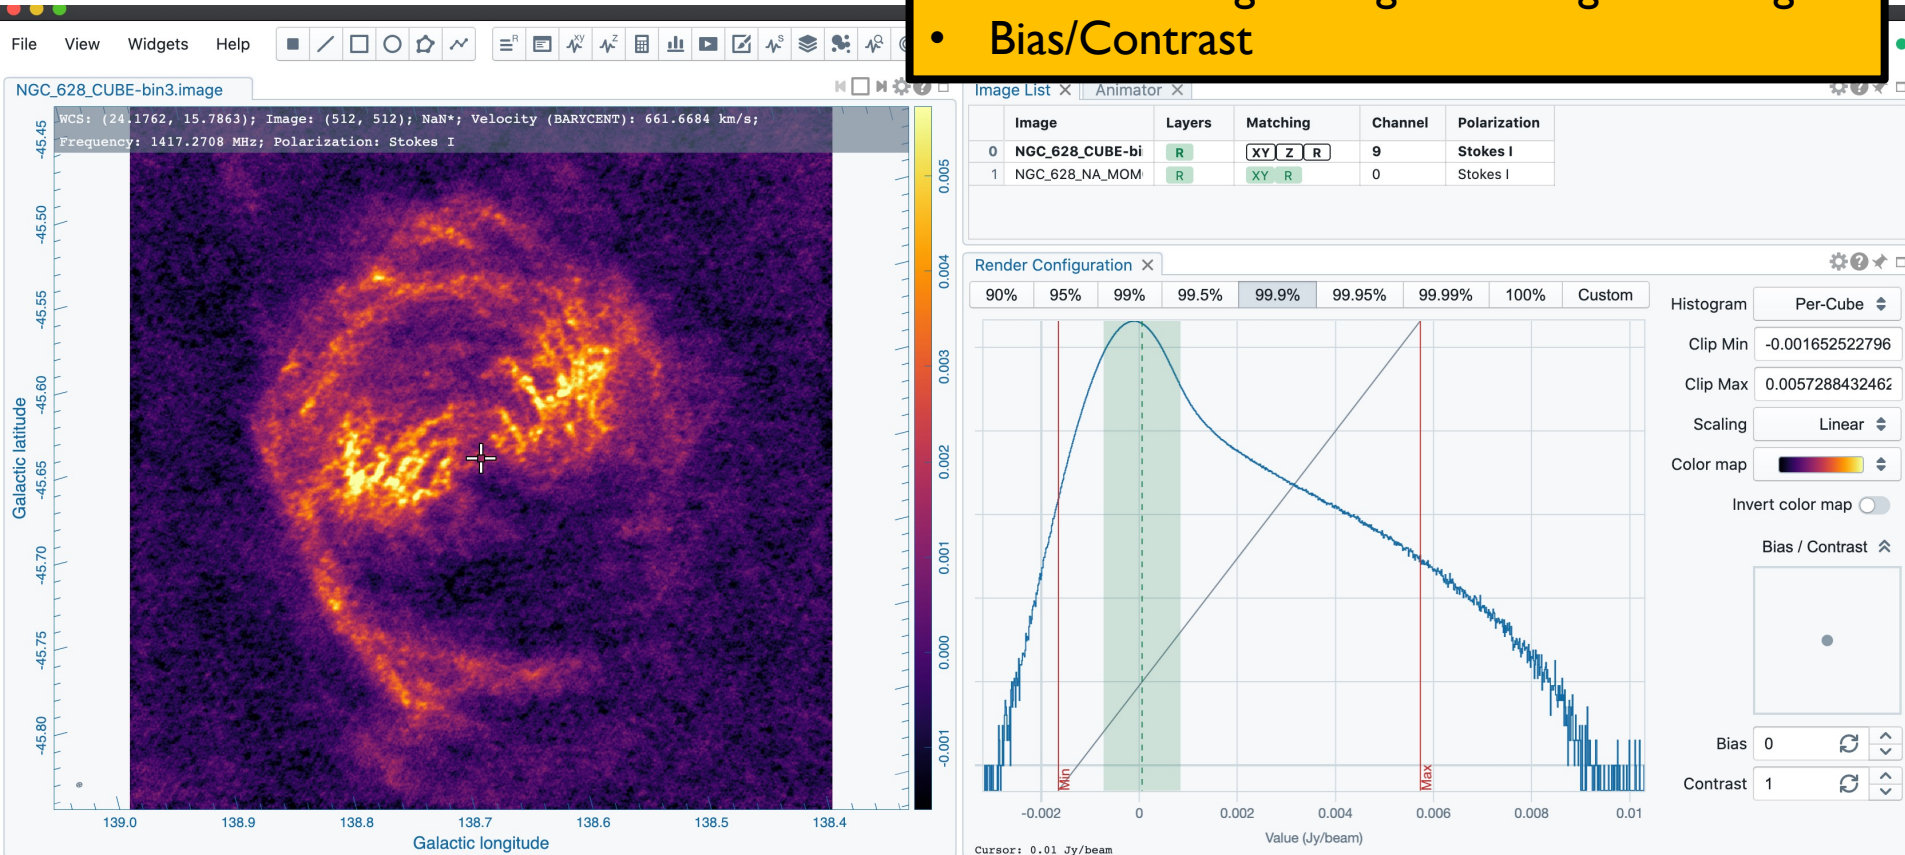 • Bias/Contrast
File View Widgets Help
NGC_628_CUBE-bin3.image
WCS: (24.1762, 15.7863); Image: (512, 512); NaN*; Velocity (BARYCENT): 661.6684 km/s;
Frequency: 1417.2708 MHz; Polarization: Stokes I
-45.45
-45.50
-45.55
-45.60
-45.65
-45.70
-45.75
-45.80
Galactic latitude
139.0 138.9 138.8 138.7 138.6 138.5 138.4
Galactic longitude
0.005
0.004
0.003
0.002
0.001
0.000
-0.001
Image List Animator
Image Layers Matching Channel Polarization
0 NGC_628_CUBE-bi R XY Z R 9 Stokes I
1 NGC_628_NA_MOM R XY R 0 Stokes I
Render Configuration
90% 95% 99% 99.5% 99.9% 99.95% 99.99% 100% Custom
Histogram Per-Cube
Clip Min -0.001652522796
Clip Max 0.0057288432462
Scaling Linear
Color map
Invert color map
Bias / Contrast
Bias 0
Contrast 1
Min
Max
-0.002 0 0.002 0.004 0.006 0.008 0.01
Value (Jy/beam)
Cursor: 0.01 Jy/beam